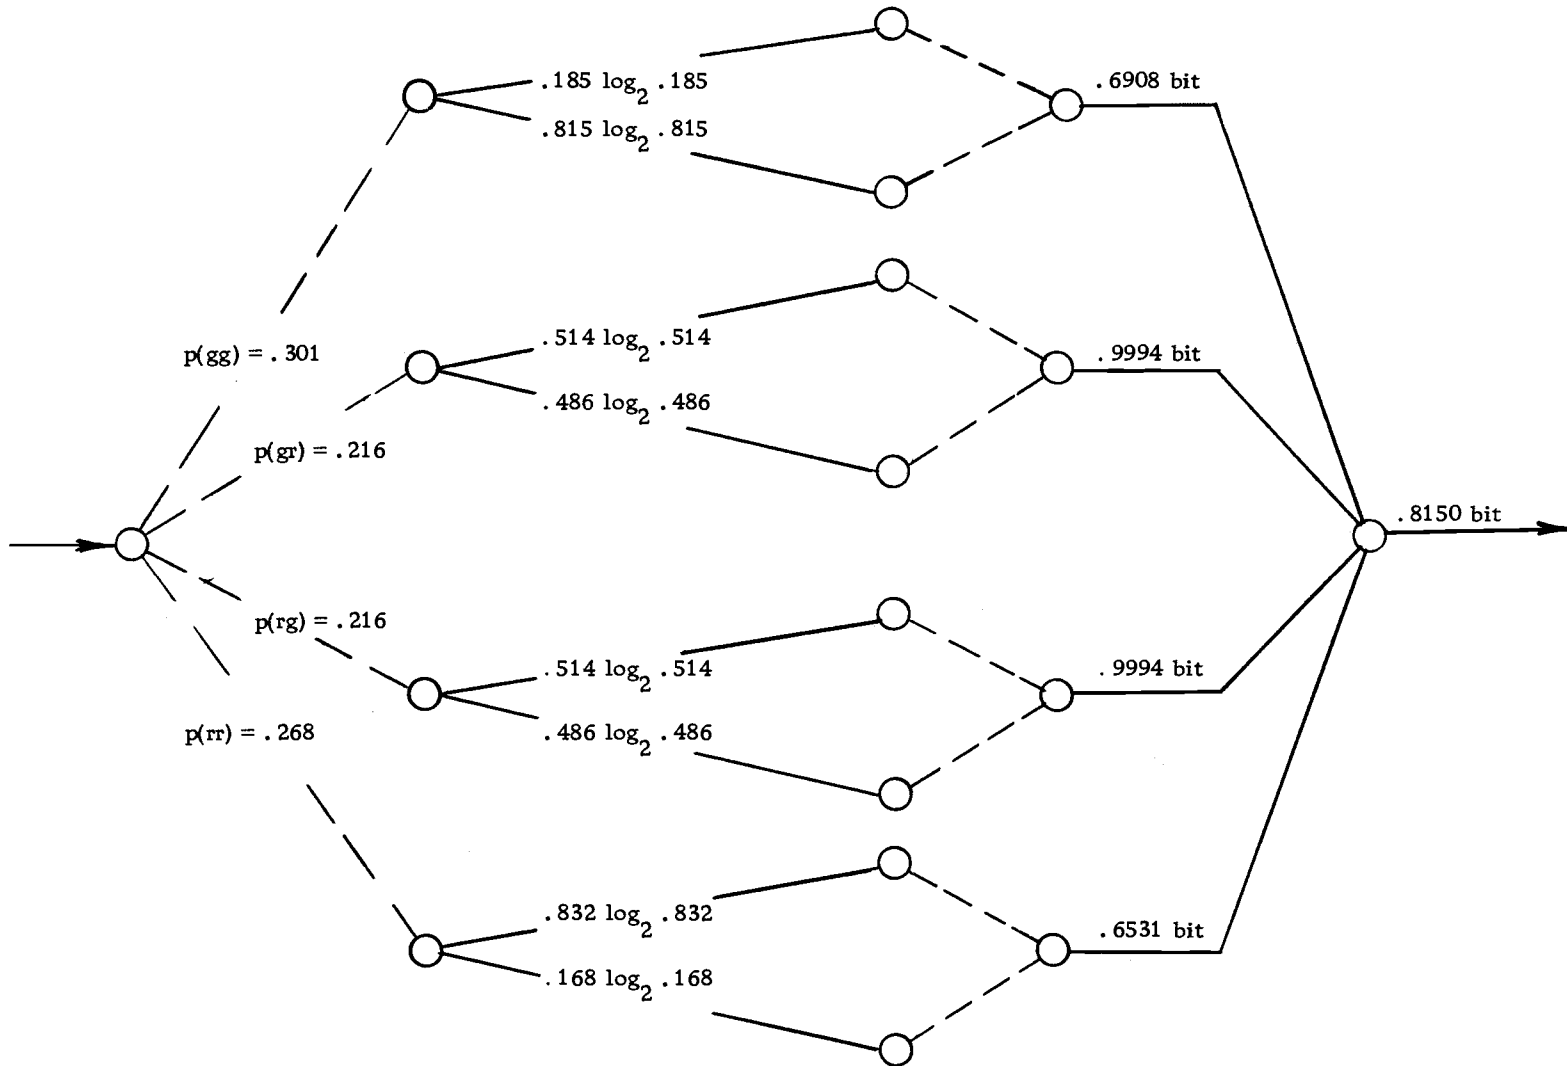 .185 log2 .185
.6908 bit
.815 log2 .815
.514 log2 .514
.9994 bit
p(gg) = .301
.486 log2 .486
p(gr) = .216
.8150 bit
p(rg) = .216
.514 log2 .514
.9994 bit
p(rr) = .268
.486 log2 .486
.832 log2 .832
.6531 bit
.168 log2 .168